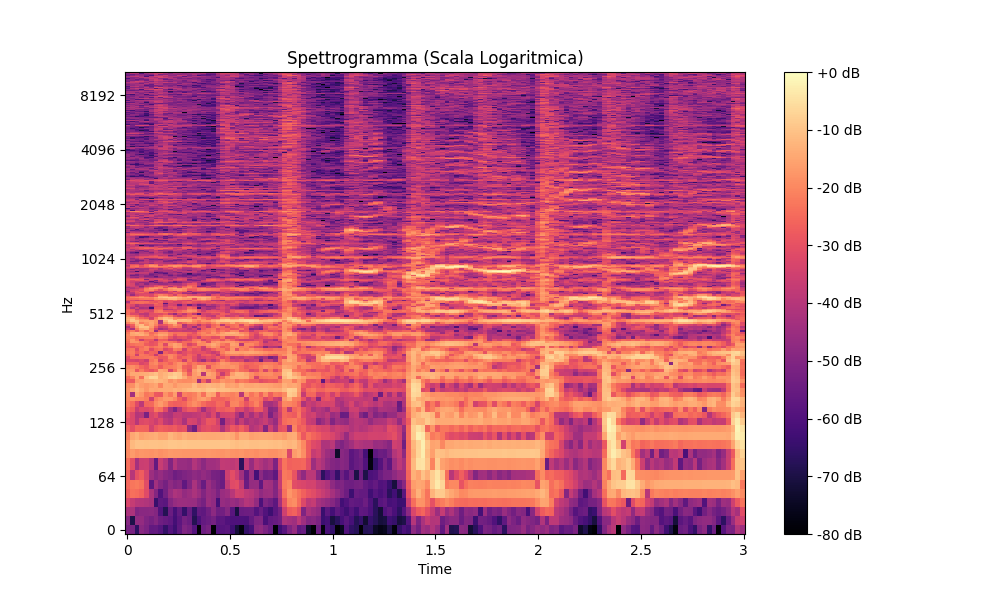 Spettrogramma (Scala Logaritmica)
Hz
8192
4096
2048
1024
512
256
128
64
0
0
0.5
1
1.5
2
2.5
3
Time
+0 dB
-10 dB
-20 dB
-30 dB
-40 dB
-50 dB
-60 dB
-70 dB
-80 dB